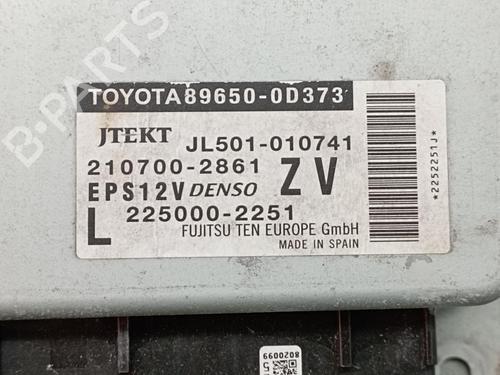 B-PARTS
TOYOTA 89650-0D373
JTEKT JL501-010741
210700-2861 ZV
EPS12V DENSO
L 225000-2251
FUJITSU TEN EUROPE GmbH
MADE IN SPAIN
*2252251J*
8020099